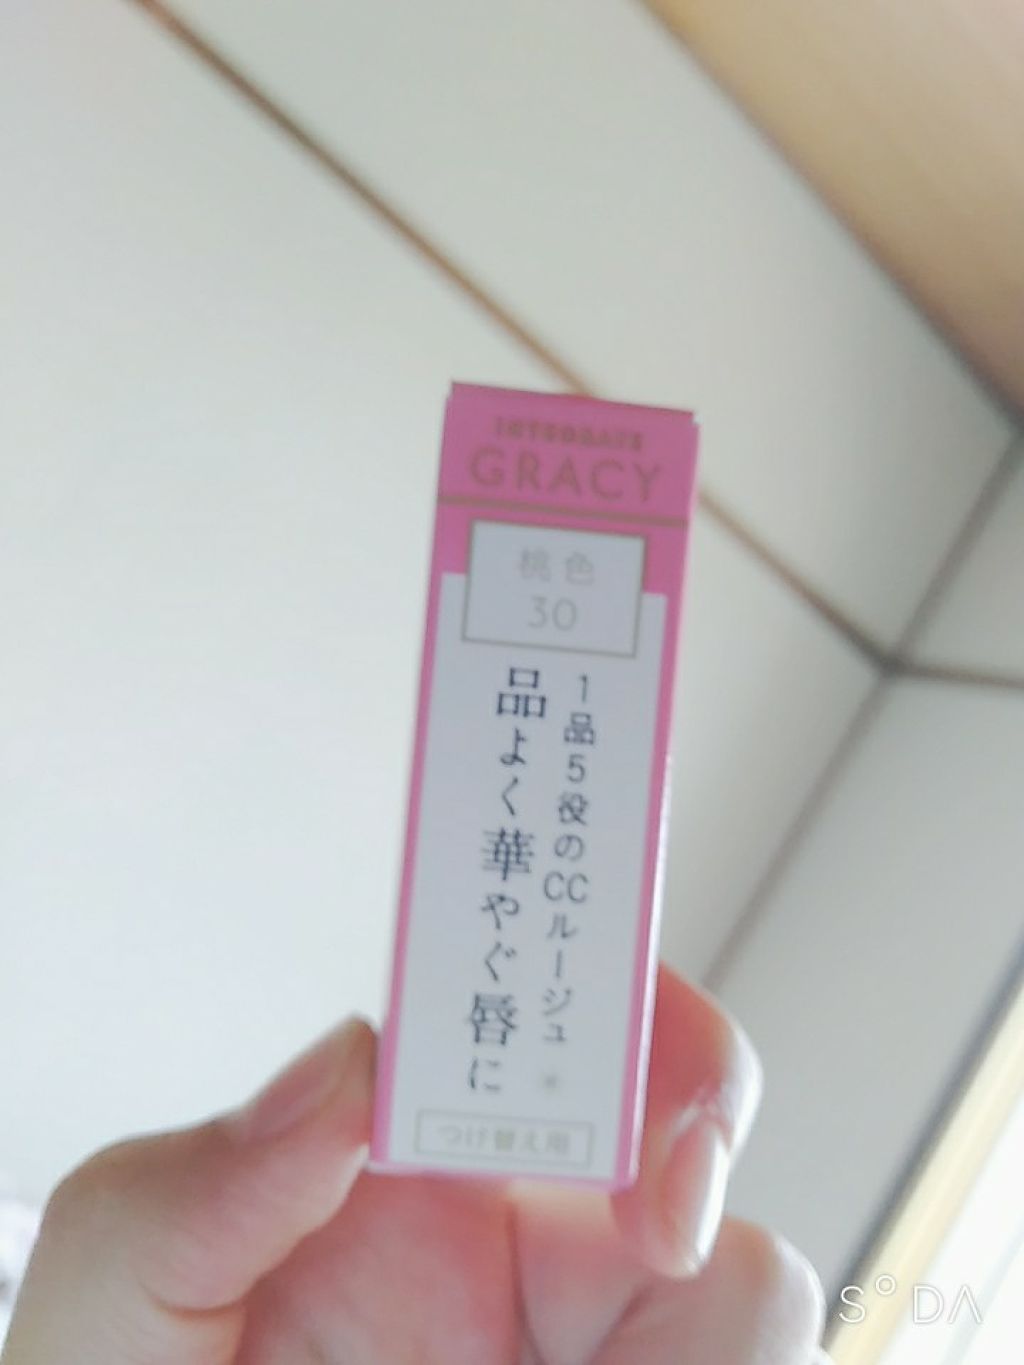 INTEGRATE
GRACY
桃色
30
1品5役のCCルージュ*
品よく華やぐ唇に
つけ替え用
S°DA